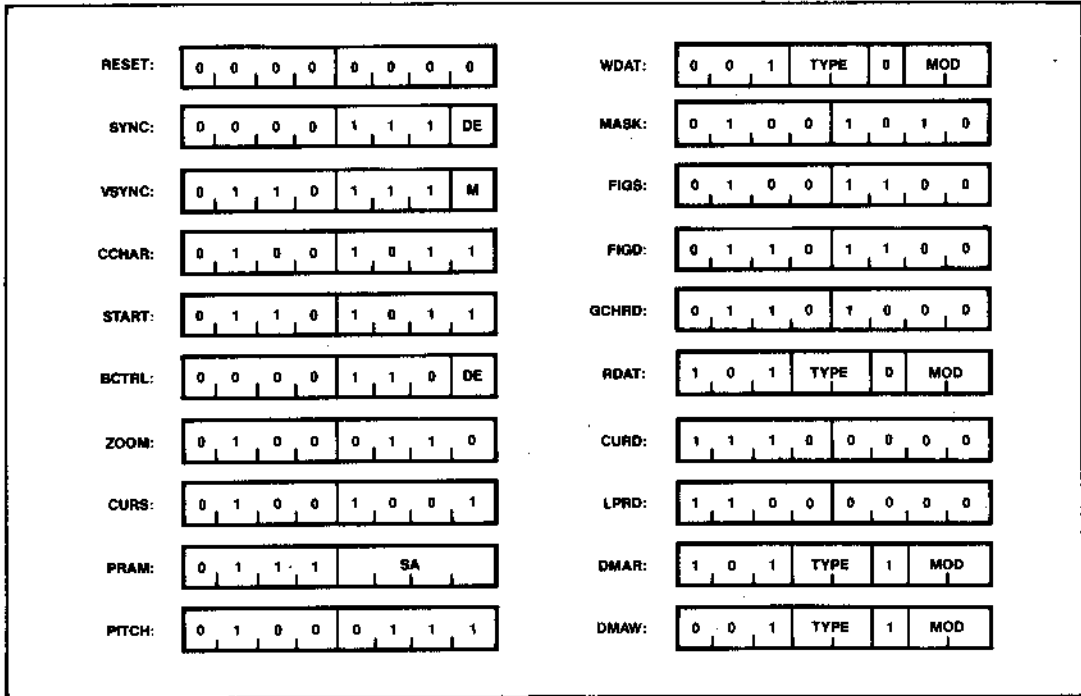 RESET: 0 0 0 0 0 0 0 0
SYNC: 0 0 0 0 1 1 1 DE
VSYNC: 0 1 1 0 1 1 1 M
CCHAR: 0 1 0 0 1 0 1 1
START: 0 1 1 0 1 0 1 1
BCTRL: 0 0 0 0 1 1 0 DE
ZOOM: 0 1 0 0 0 1 1 0
CURS: 0 1 0 0 1 0 0 1
PRAM: 0 1 1 1 SA
PITCH: 0 1 0 0 0 1 1 1
WDAT: 0 0 1 TYPE 0 MOD
MASK: 0 1 0 0 1 0 1 0
FIGS: 0 1 0 0 1 1 0 0
FIGD: 0 1 1 0 1 1 0 0
GCHRD: 0 1 1 0 1 0 0 0
RDAT: 1 0 1 TYPE 0 MOD
CURD: 1 1 1 0 0 0 0 0
LPRD: 1 1 0 0 0 0 0 0
DMAR: 1 0 1 TYPE 1 MOD
DMAW: 0 0 1 TYPE 1 MOD